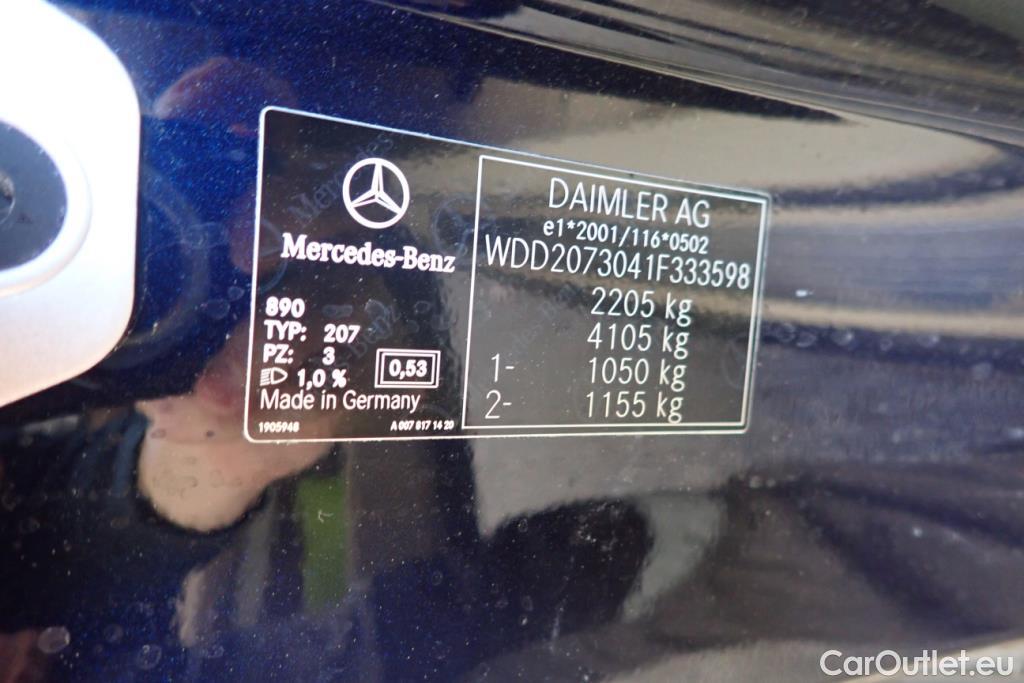 Mercedes-Benz
890
TYP: 207
PZ: 3
1,0 %
0,53
Made in Germany
1905948
A 007 817 14 20
DAIMLER AG
e1*2001/116*0502
WDD2073041F333598
2205 kg
4105 kg
1- 1050 kg
2- 1155 kg
CarOutlet.eu